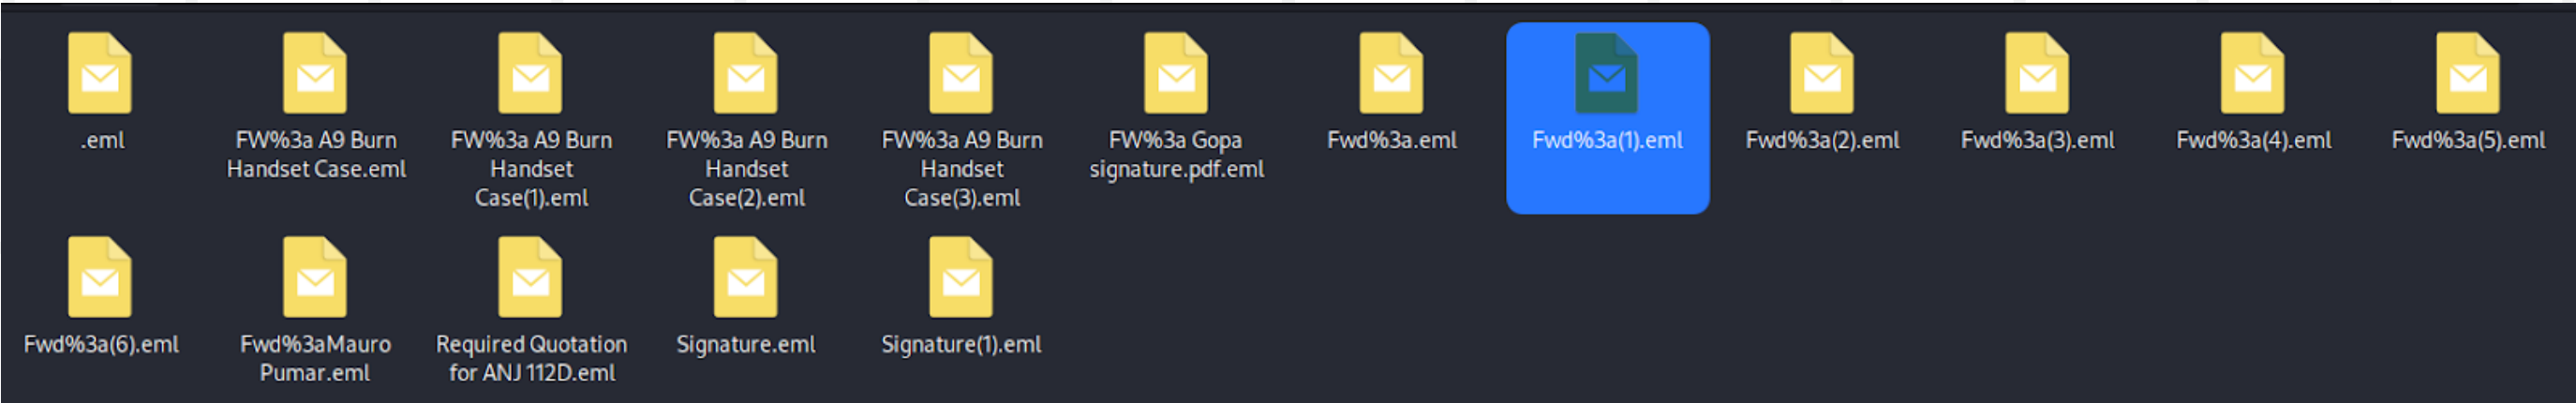 .eml
FW%3a A9 Burn
Handset Case.eml
FW%3a A9 Burn
Handset
Case(1).eml
FW%3a A9 Burn
Handset
Case(2).eml
FW%3a A9 Burn
Handset
Case(3).eml
FW%3a Gopa
signature.pdf.eml
Fwd%3a.eml
Fwd%3a(1).eml
Fwd%3a(2).eml
Fwd%3a(3).eml
Fwd%3a(4).eml
Fwd%3a(5).eml
Fwd%3a(6).eml
Fwd%3aMauro
Pumar.eml
Required Quotation
for ANJ 112D.eml
Signature.eml
Signature(1).eml